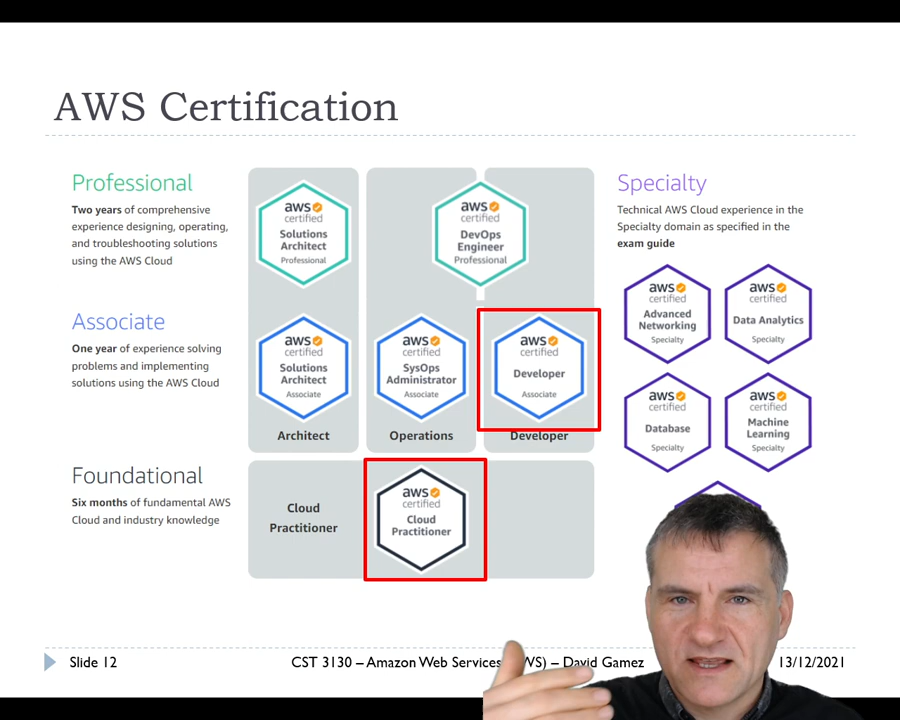 AWS Certification
Professional
Two years of comprehensive
experience designing, operating,
and troubleshooting solutions
using the AWS Cloud
aws
certified
Solutions
Architect
Professional
aws
certified
DevOps
Engineer
Professional
Specialty
Technical AWS Cloud experience in the
Specialty domain as specified in the
exam guide
Associate
One year of experience solving
problems and implementing
solutions using the AWS Cloud
aws
certified
Solutions
Architect
Associate
aws
certified
SysOps
Administrator
Associate
aws
certified
Developer
Associate
Architect
Operations
Developer
aws
certified
Advanced
Networking
Specialty
aws
certified
Data Analytics
Specialty
aws
certified
Database
Specialty
aws
certified
Machine
Learning
Specialty
Foundational
Six months of fundamental AWS
Cloud and industry knowledge
Cloud
Practitioner
aws
certified
Cloud
Practitioner
Slide 12
CST 3130 – Amazon Web Services WS) – David Gamez
13/12/2021